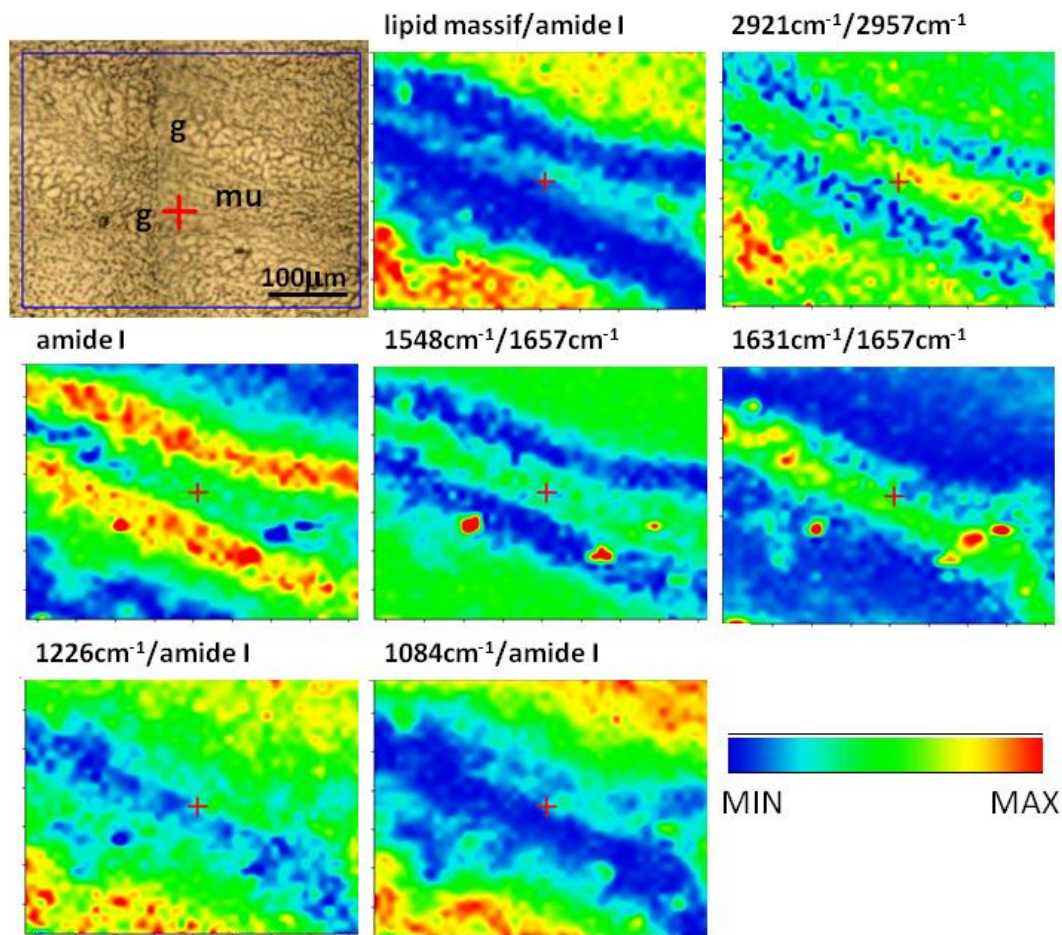 lipid massif/amide I
2921cm⁻¹/2957cm⁻¹
g
mu
g
100µm
amide I
1548cm⁻¹/1657cm⁻¹
1631cm⁻¹/1657cm⁻¹
1226cm⁻¹/amide I
1084cm⁻¹/amide I
MIN
MAX